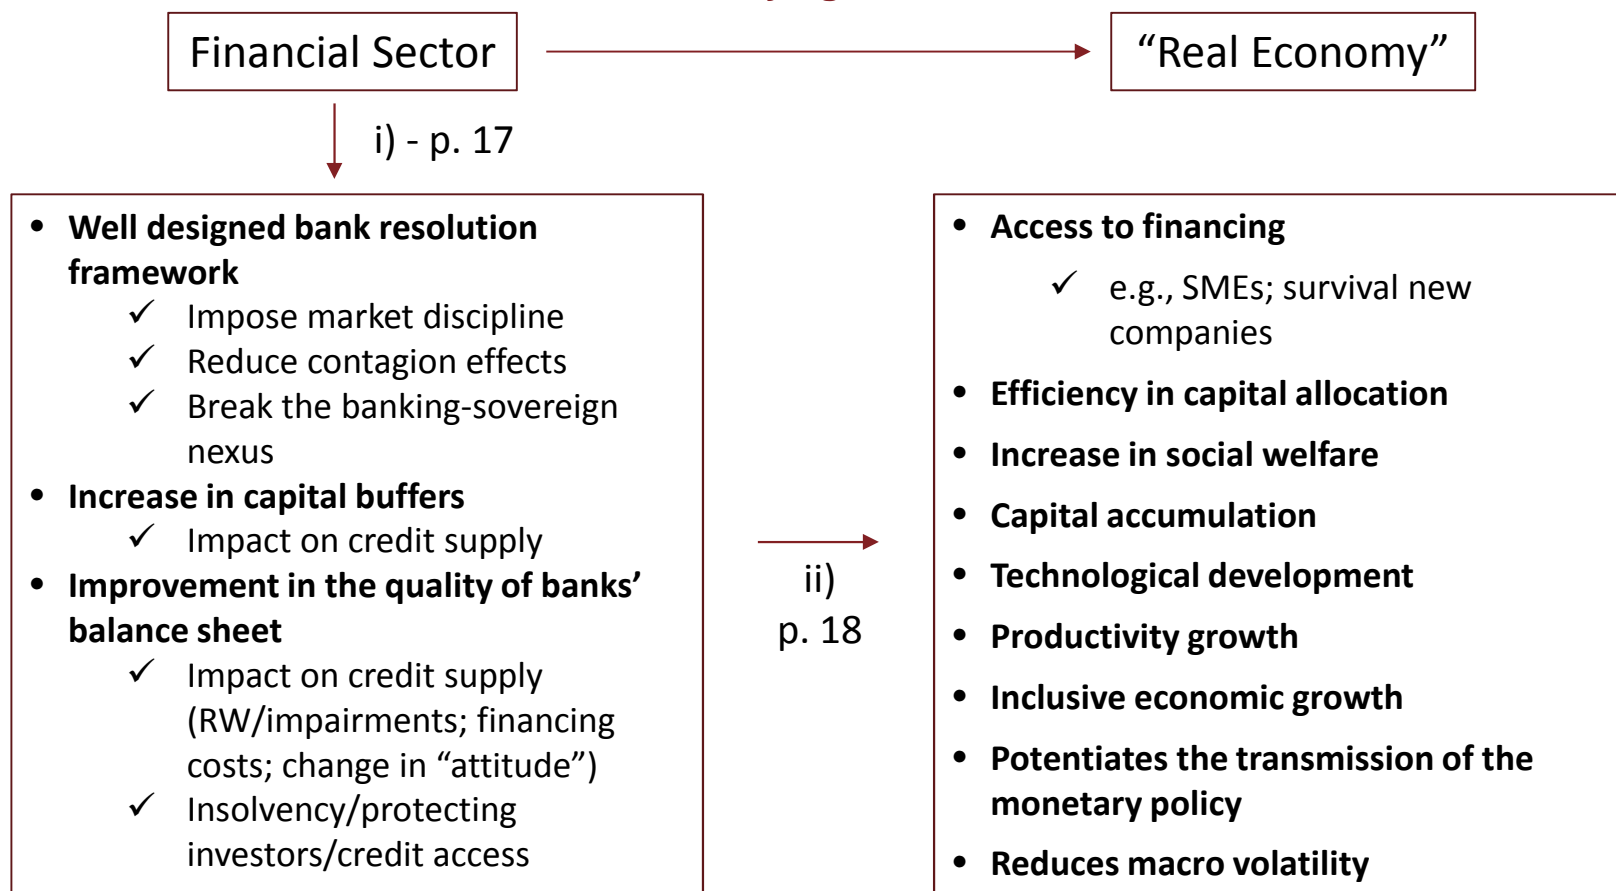 Financial Sector
“Real Economy”
i) - p. 17
• Well designed bank resolution
framework
✓ Impose market discipline
✓ Reduce contagion effects
✓ Break the banking-sovereign
nexus
• Increase in capital buffers
✓ Impact on credit supply
• Improvement in the quality of banks’
balance sheet
✓ Impact on credit supply
(RW/impairments; financing
costs; change in “attitude”)
✓ Insolvency/protecting
investors/credit access
ii)
p. 18
• Access to financing
✓ e.g., SMEs; survival new
companies
• Efficiency in capital allocation
• Increase in social welfare
• Capital accumulation
• Technological development
• Productivity growth
• Inclusive economic growth
• Potentiates the transmission of the
monetary policy
• Reduces macro volatility